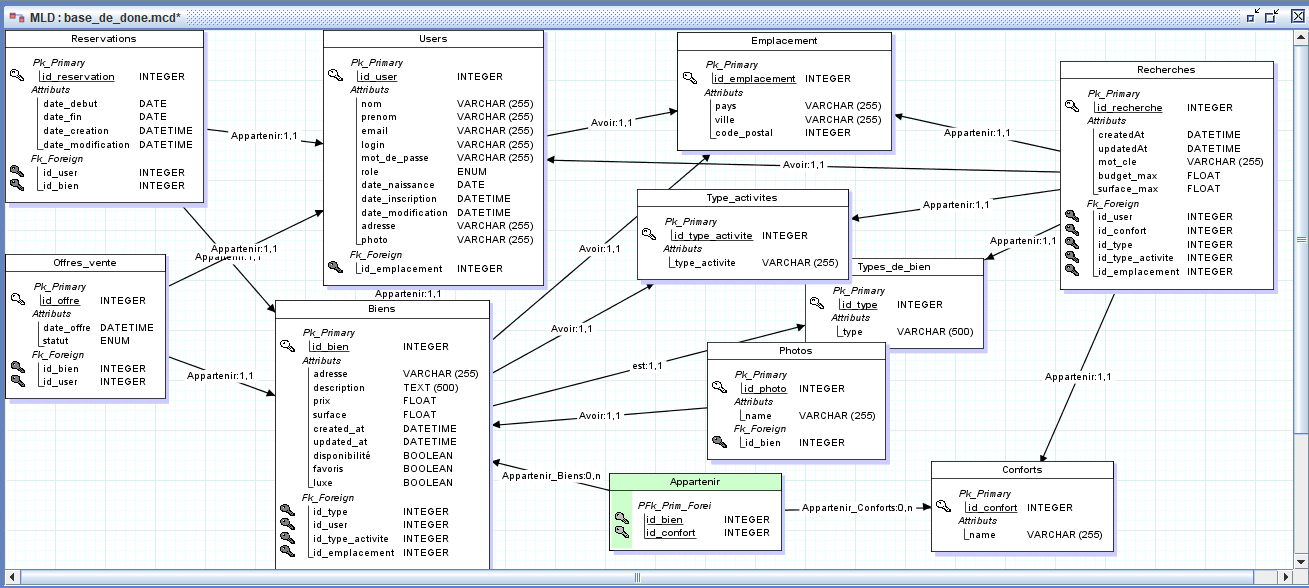 MLD : base_de_done.mcd*
Reservations
Pk_Primary
id_reservation INTEGER
Attributs
date_debut DATE
date_fin DATE
date_creation DATETIME
date_modification DATETIME
Fk_Foreign
id_user INTEGER
id_bien INTEGER
Users
Pk_Primary
id_user INTEGER
Attributs
nom VARCHAR (255)
prenom VARCHAR (255)
email VARCHAR (255)
login VARCHAR (255)
mot_de_passe VARCHAR (255)
role ENUM
date_naissance DATE
date_inscription DATETIME
date_modification DATETIME
adresse VARCHAR (255)
photo VARCHAR (255)
Fk_Foreign
id_emplacement INTEGER
Emplacement
Pk_Primary
id_emplacement INTEGER
Attributs
pays VARCHAR (255)
ville VARCHAR (255)
code_postal INTEGER
Recherches
Pk_Primary
id_recherche INTEGER
Attributs
createdAt DATETIME
updatedAt DATETIME
mot_cle VARCHAR (255)
budget_max FLOAT
surface_max FLOAT
Fk_Foreign
id_user INTEGER
id_confort INTEGER
id_type INTEGER
id_type_activite INTEGER
id_emplacement INTEGER
Appartenir:1,1
Avoir:1,1
Appartenir:1,1
Avoir:1,1
Appartenir:1,1
Appartenir:1,1
Type_activites
Pk_Primary
id_type_activite INTEGER
Attributs
type_activite VARCHAR (255)
Types_de_bien
Pk_Primary
id_type INTEGER
Attributs
type VARCHAR (500)
Appartenir:1,1
Appartenir:1,1
Avoir:1,1
Offres_vente
Pk_Primary
id_offre INTEGER
Attributs
date_offre DATETIME
statut ENUM
Fk_Foreign
id_bien INTEGER
id_user INTEGER
Appartenir:1,1
Appartenir:1,1
Biens
Pk_Primary
id_bien INTEGER
Attributs
adresse VARCHAR (255)
description TEXT (500)
prix FLOAT
surface FLOAT
created_at DATETIME
updated_at DATETIME
disponibilité BOOLEAN
favoris BOOLEAN
luxe BOOLEAN
Fk_Foreign
id_type INTEGER
id_user INTEGER
id_type_activite INTEGER
id_emplacement INTEGER
Avoir:1,1
est:1,1
Avoir:1,1
Photos
Pk_Primary
id_photo INTEGER
Attributs
name VARCHAR (255)
Fk_Foreign
id_bien INTEGER
Appartenir:1,1
Appartenir_Biens:0,n
Appartenir
PFk_Prim_Forei
id_bien INTEGER
id_confort INTEGER
Appartenir_Conforts:0,n
Conforts
Pk_Primary
id_confort INTEGER
Attributs
name VARCHAR (255)